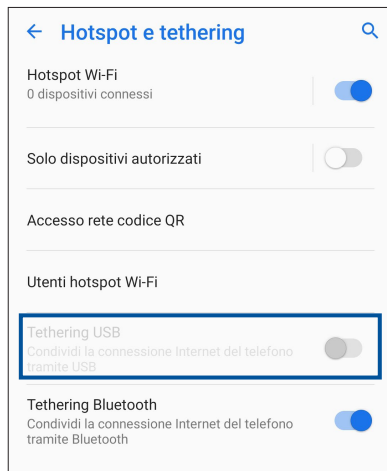 Hotspot e tethering
Hotspot Wi-Fi
0 dispositivi connessi
Solo dispositivi autorizzati
Accesso rete codice QR
Utenti hotspot Wi-Fi
Tethering USB
Condividi la connessione Internet del telefono
tramite USB
Tethering Bluetooth
Condividi la connessione Internet del telefono
tramite Bluetooth